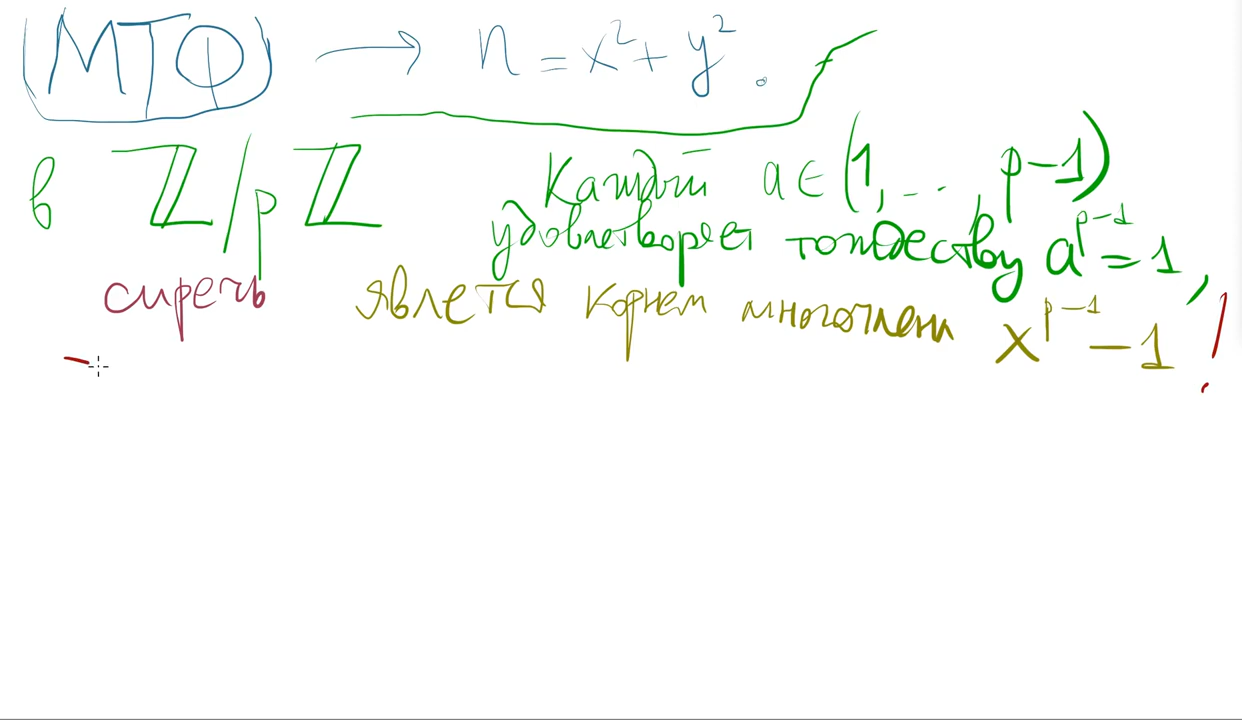 МТФ → n = x² + y².
в ℤ/pℤ Каждый a ∈ (1, ..., p-1)
удовлетворяет тождеству a^{p-1} = 1,
сиречь является корнем многочлена x^{p-1} - 1 !